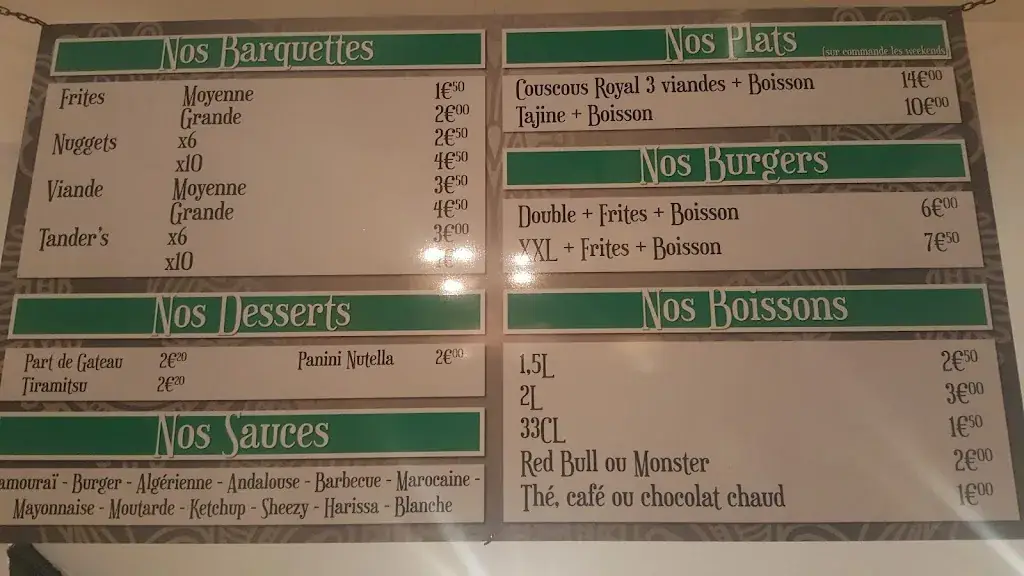 Nos Barquettes
Frites Moyenne 1€50
Grande 2€00
Nuggets x6 2€50
x10 4€50
Viande Moyenne 3€50
Grande 4€50
Tander's x6 3€00
x10
Nos Desserts
Part de Gateau 2€20 Panini Nutella 2€00
Tiramitsu 2€20
Nos Sauces
amouraï - Burger - Algérienne - Andalouse - Barbecue - Marocaine -
Mayonnaise - Moutarde - Ketchup - Sheezy - Harissa - Blanche
Nos Plats (sur commande les weekends
Couscous Royal 3 viandes + Boisson 14€00
Tajine + Boisson 10€00
Nos Burgers
Double + Frites + Boisson 6€00
XXL + Frites + Boisson 7€50
Nos Boissons
1,5L 2€50
2L 3€00
33CL 1€50
Red Bull ou Monster 2€00
Thé, café ou chocolat chaud 1€00